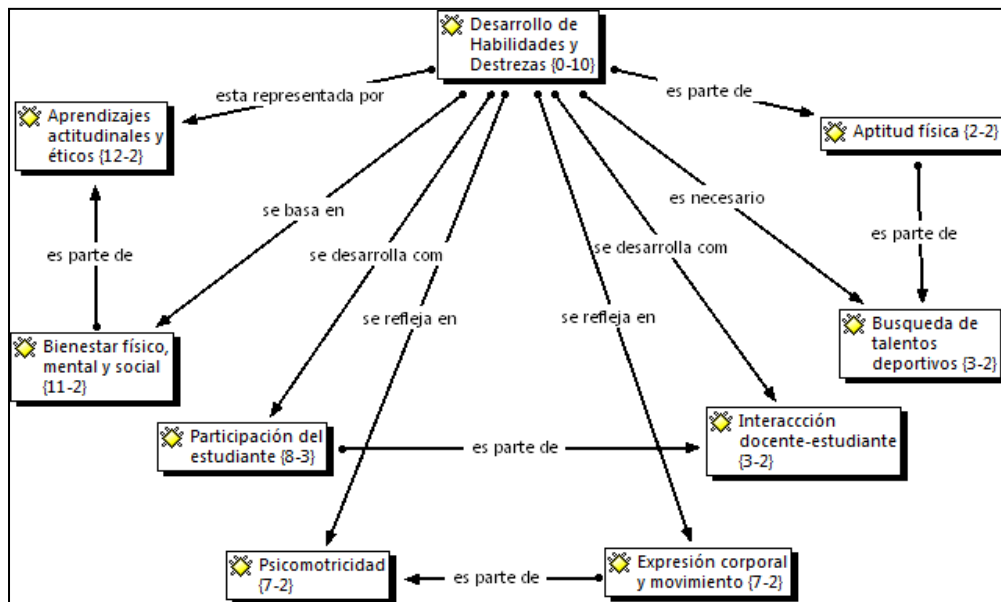 Desarrollo de
Habilidades y
Destrezas {0-10}
esta representada por
es parte de
Aprendizajes
actitudinales y
éticos {12-2}
Aptitud física {2-2}
se basa en
es necesario
es parte de
se desarrolla com
se desarrolla com
es parte de
se refleja en
se refleja en
Bienestar físico,
mental y social
{11-2}
Busqueda de
talentos
deportivos {3-2}
Participación del
estudiante {8-3}
es parte de
Interaccción
docente-estudiante
{3-2}
Psicomotricidad
{7-2}
es parte de
Expresión corporal
y movimiento {7-2}